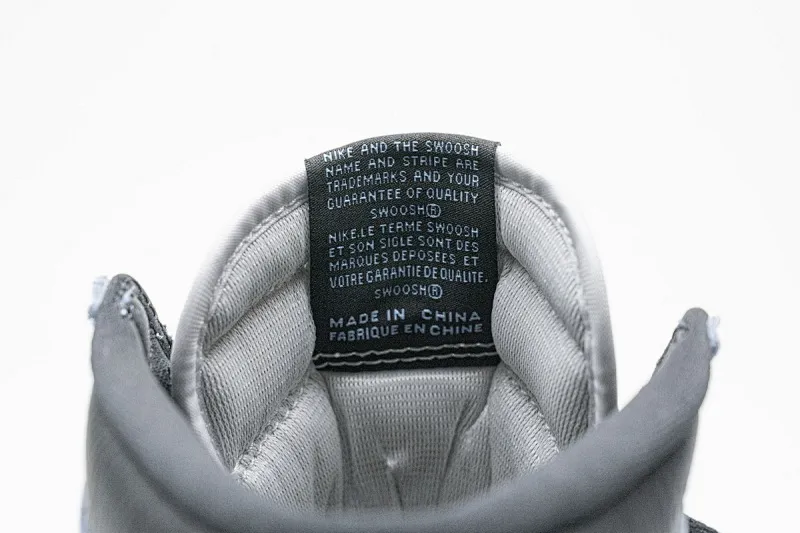 NIKE AND THE SWOOSH
NAME AND STRIPE ARE
TRADEMARKS AND YOUR
GUARANTEE OF QUALITY
SWOOSH®
NIKE.LE TERME SWOOSH
ET SON SIGLE SONT DES
MARQUES DEPOSEES ET
VOTRE GARANTIE DE QUALITE.
SWOOSH®
MADE IN CHINA
FABRIQUE EN CHINE